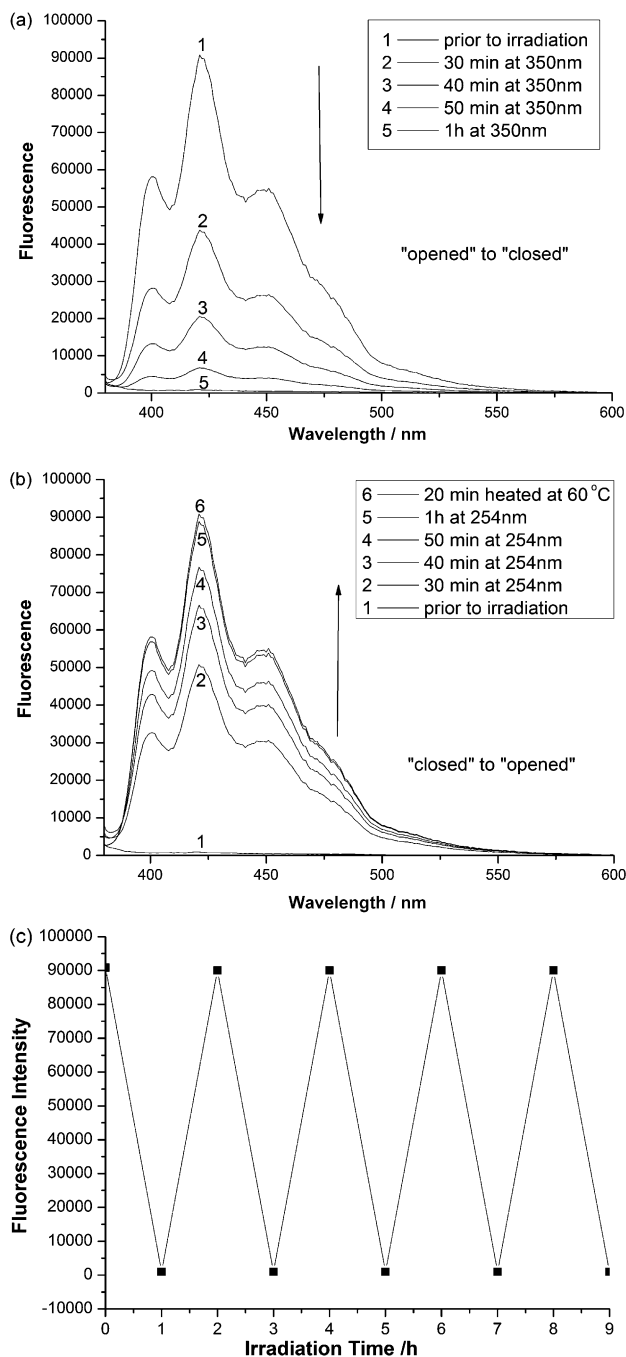 (a)
100000
90000
80000
70000
60000
50000
40000
30000
20000
10000
0
Fluorescence
1
2
3
4
5
1 prior to irradiation
2 30 min at 350nm
3 40 min at 350nm
4 50 min at 350nm
5 1h at 350nm
"opened" to "closed"
400 450 500 550 600
Wavelength / nm
(b)
100000
90000
80000
70000
60000
50000
40000
30000
20000
10000
0
Fluorescence
6
5
4
3
2
1
6 20 min heated at 60 °C
5 1h at 254nm
4 50 min at 254nm
3 40 min at 254nm
2 30 min at 254nm
1 prior to irradiation
"closed" to "opened"
400 450 500 550 600
Wavelength / nm
(c)
100000
90000
80000
70000
60000
50000
40000
30000
20000
10000
0
-10000
Fluorescence Intensity
0 1 2 3 4 5 6 7 8 9
Irradiation Time /h